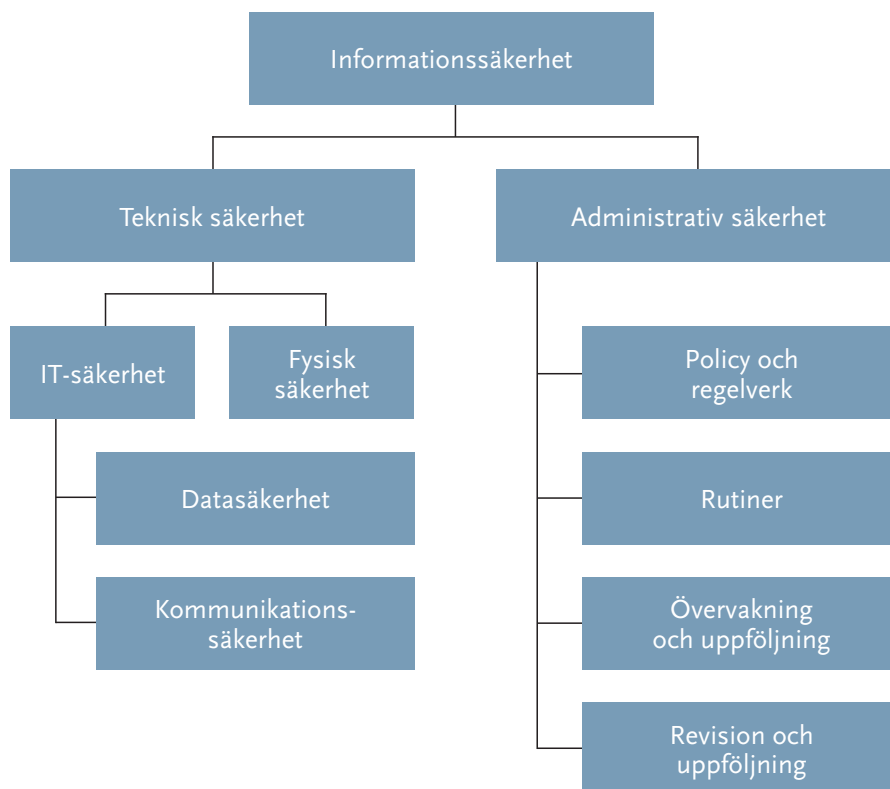 Informationssäkerhet
Teknisk säkerhet
Administrativ säkerhet
IT-säkerhet
Fysisk
säkerhet
Policy och
regelverk
Datasäkerhet
Rutiner
Kommunikations-
säkerhet
Övervakning
och uppföljning
Revision och
uppföljning